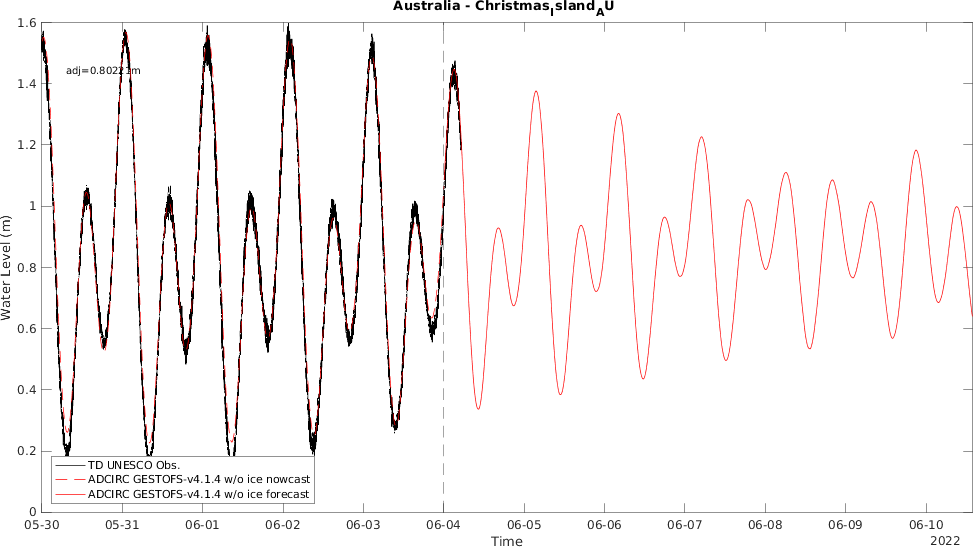 Australia - ChristmasIslandAU
1.6
adj=0.80221m
1.4
1.2
1
0.8
0.6
0.4
0.2
0
Water Level (m)
TD UNESCO Obs.
ADCIRC GESTOFS-v4.1.4 w/o ice nowcast
ADCIRC GESTOFS-v4.1.4 w/o ice forecast
05-30 05-31 06-01 06-02 06-03 06-04 06-05 06-06 06-07 06-08 06-09 06-10
Time
2022